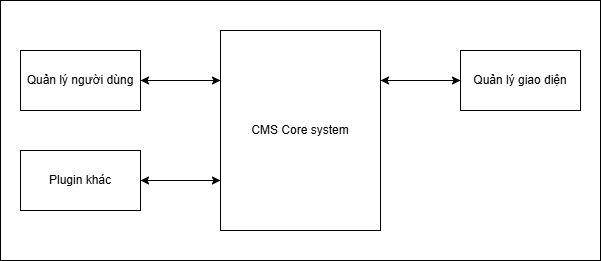 Quản lý người dùng
CMS Core system
Quản lý giao diện
Plugin khác